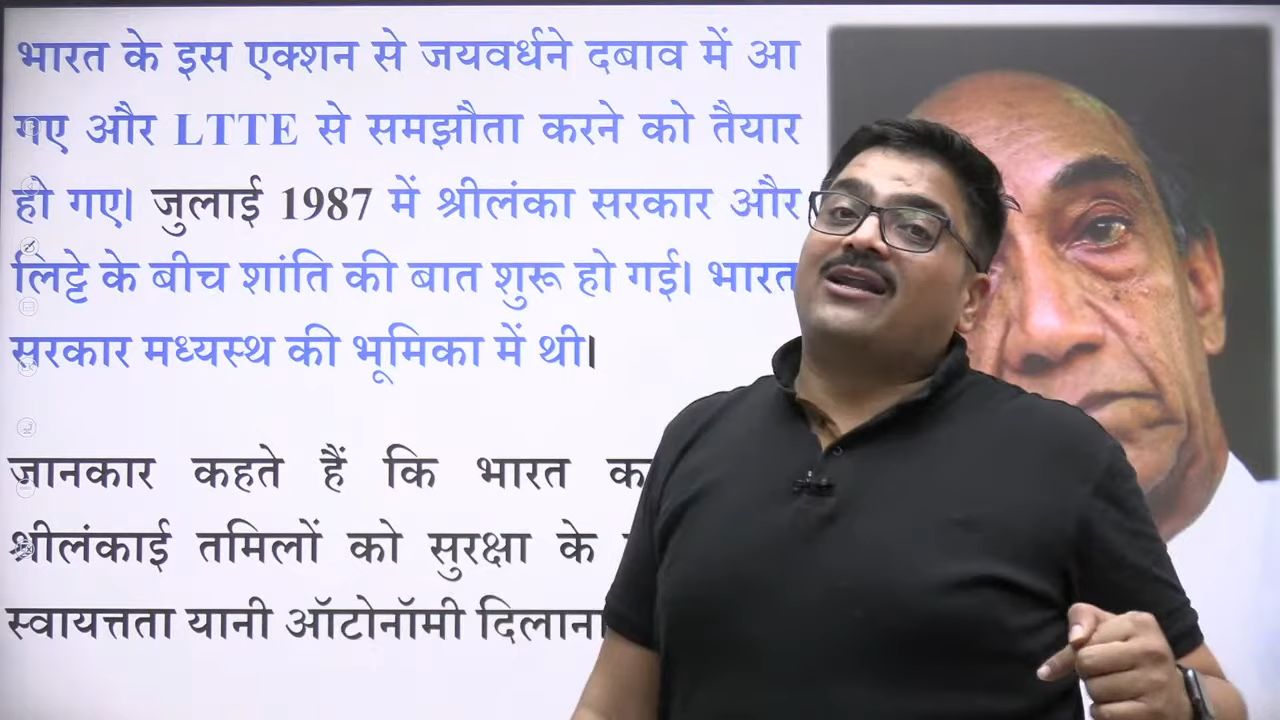 भारत के इस एक्शन से जयवर्धने दबाव में आ
गए और LTTE से समझौता करने को तैयार
हो गए। जुलाई 1987 में श्रीलंका सरकार और
लिट्टे के बीच शांति की बात शुरू हो गई। भारत
सरकार मध्यस्थ की भूमिका में थी।
जानकार कहते हैं कि भारत
श्रीलंकाई तमिलों को सुरक्षा के
स्वायत्तता यानी ऑटोनॉमी दिलाना